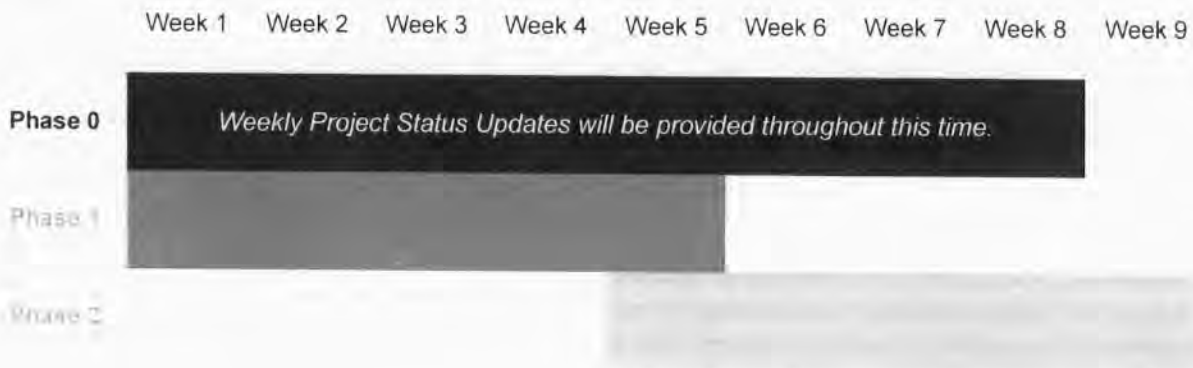 Week 1 Week 2 Week 3 Week 4 Week 5 Week 6 Week 7 Week 8 Week 9
Phase 0 Weekly Project Status Updates will be provided throughout this time.
Phase 1
Phase 2